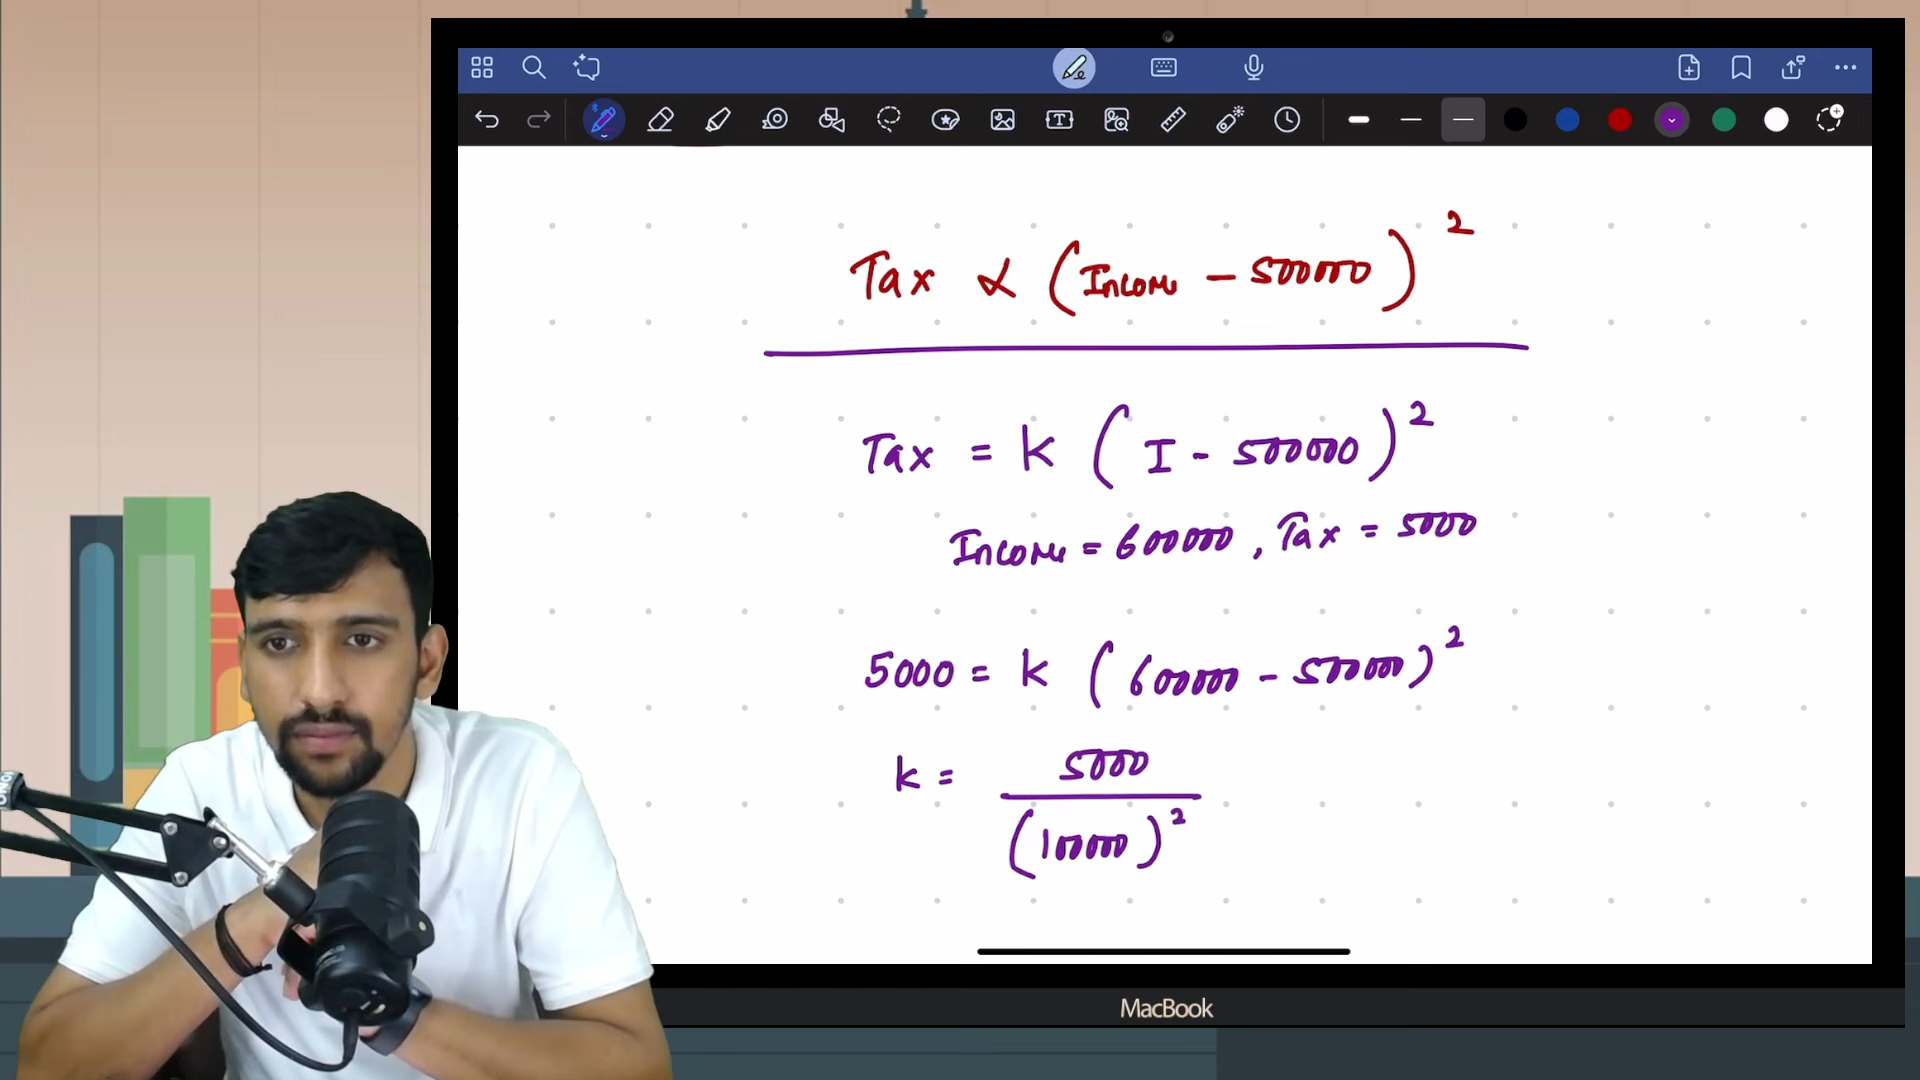 Tax ∝ (Income - 500000)²
Tax = k (I - 500000)²
Income = 600000, Tax = 5000
5000 = k (600000 - 500000)²
k = 5000 / (100000)²
MacBook